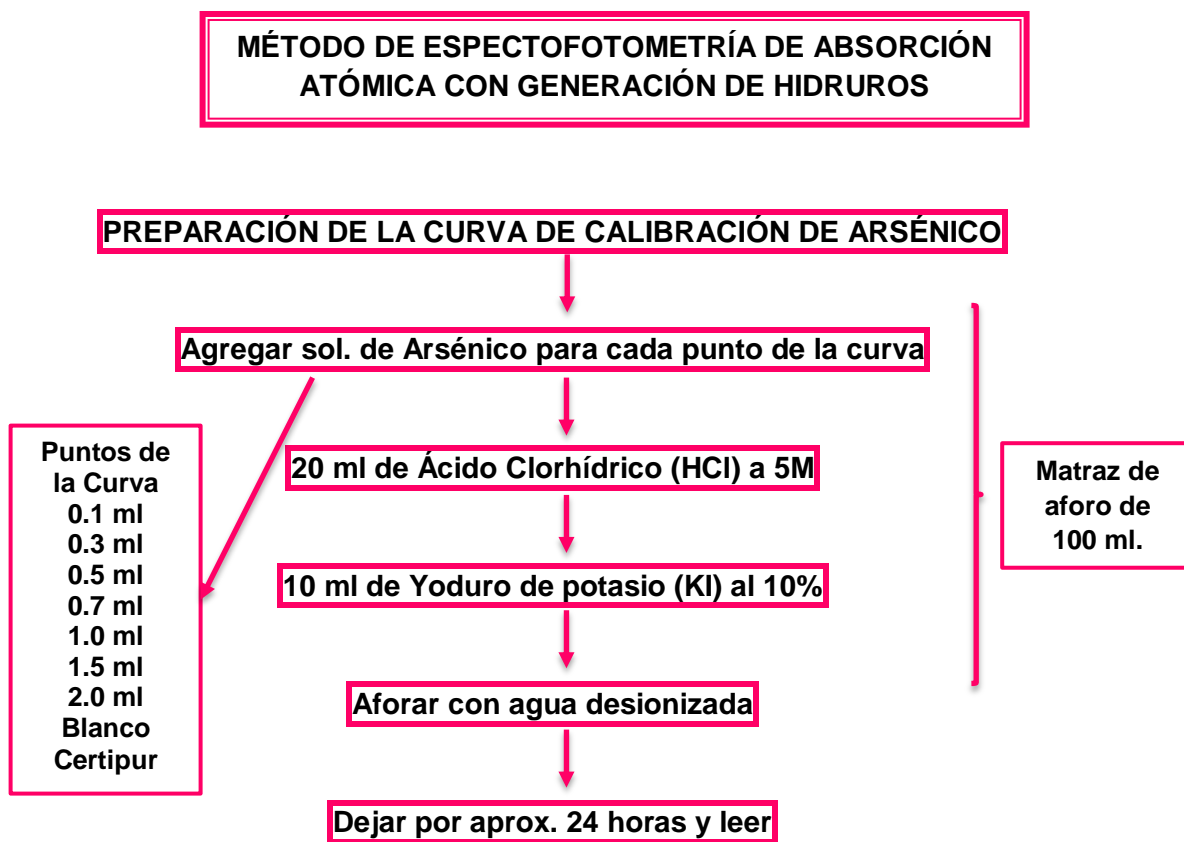 MÉTODO DE ESPECTOFOTOMETRÍA DE ABSORCIÓN
ATÓMICA CON GENERACIÓN DE HIDRUROS
PREPARACIÓN DE LA CURVA DE CALIBRACIÓN DE ARSÉNICO
Agregar sol. de Arsénico para cada punto de la curva
Puntos de
la Curva
0.1 ml
0.3 ml
0.5 ml
0.7 ml
1.0 ml
1.5 ml
2.0 ml
Blanco
Certipur
20 ml de Ácido Clorhídrico (HCl) a 5M
10 ml de Yoduro de potasio (KI) al 10%
Aforar con agua desionizada
Dejar por aprox. 24 horas y leer
Matraz de
aforo de
100 ml.